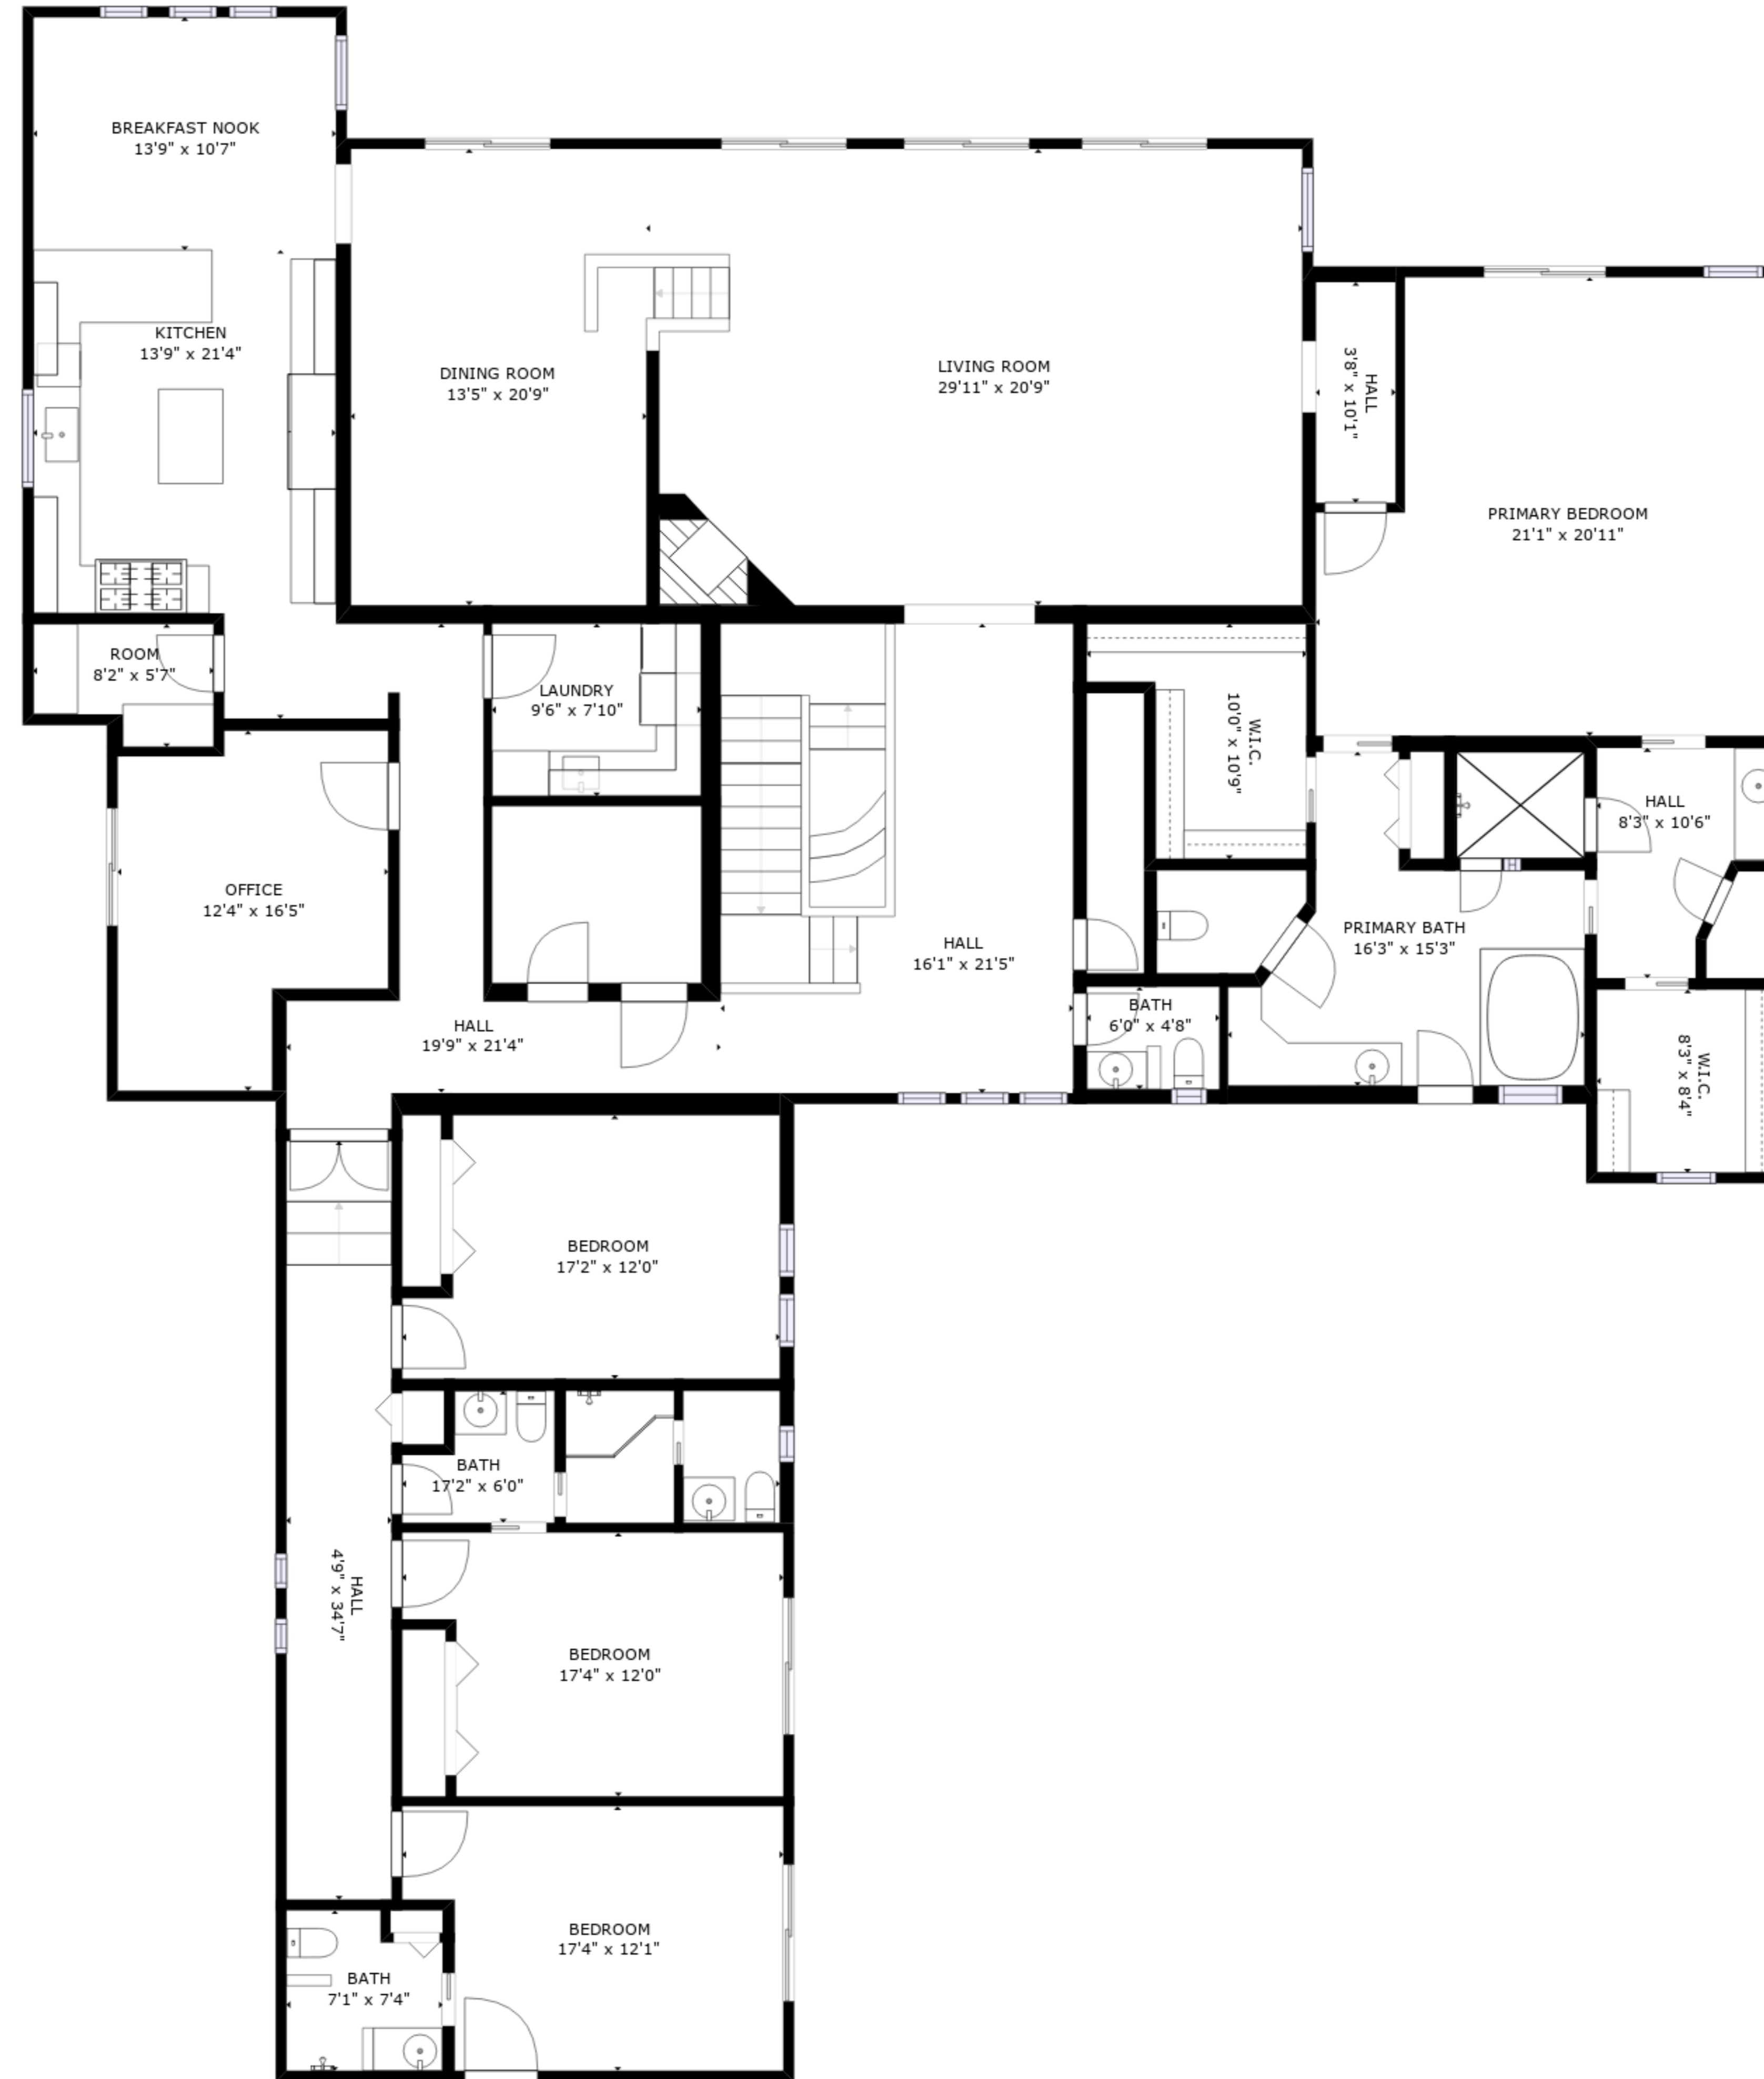 BREAKFAST NOOK
13'9" x 10'7"
KITCHEN
13'9" x 21'4"
DINING ROOM
13'5" x 20'9"
LIVING ROOM
29'11" x 20'9"
HALL
3'8" x 10'1"
PRIMARY BEDROOM
21'1" x 20'11"
ROOM
8'2" x 5'7"
LAUNDRY
9'6" x 7'10"
W.I.C.
10'0" x 10'9"
HALL
8'3" x 10'6"
OFFICE
12'4" x 16'5"
HALL
16'1" x 21'5"
PRIMARY BATH
16'3" x 15'3"
HALL
19'9" x 21'4"
BATH
6'0" x 4'8"
W.I.C.
8'3" x 8'4"
BEDROOM
17'2" x 12'0"
BATH
17'2" x 6'0"
HALL
4'9" x 34'7"
BEDROOM
17'4" x 12'0"
BEDROOM
17'4" x 12'1"
BATH
7'1" x 7'4"